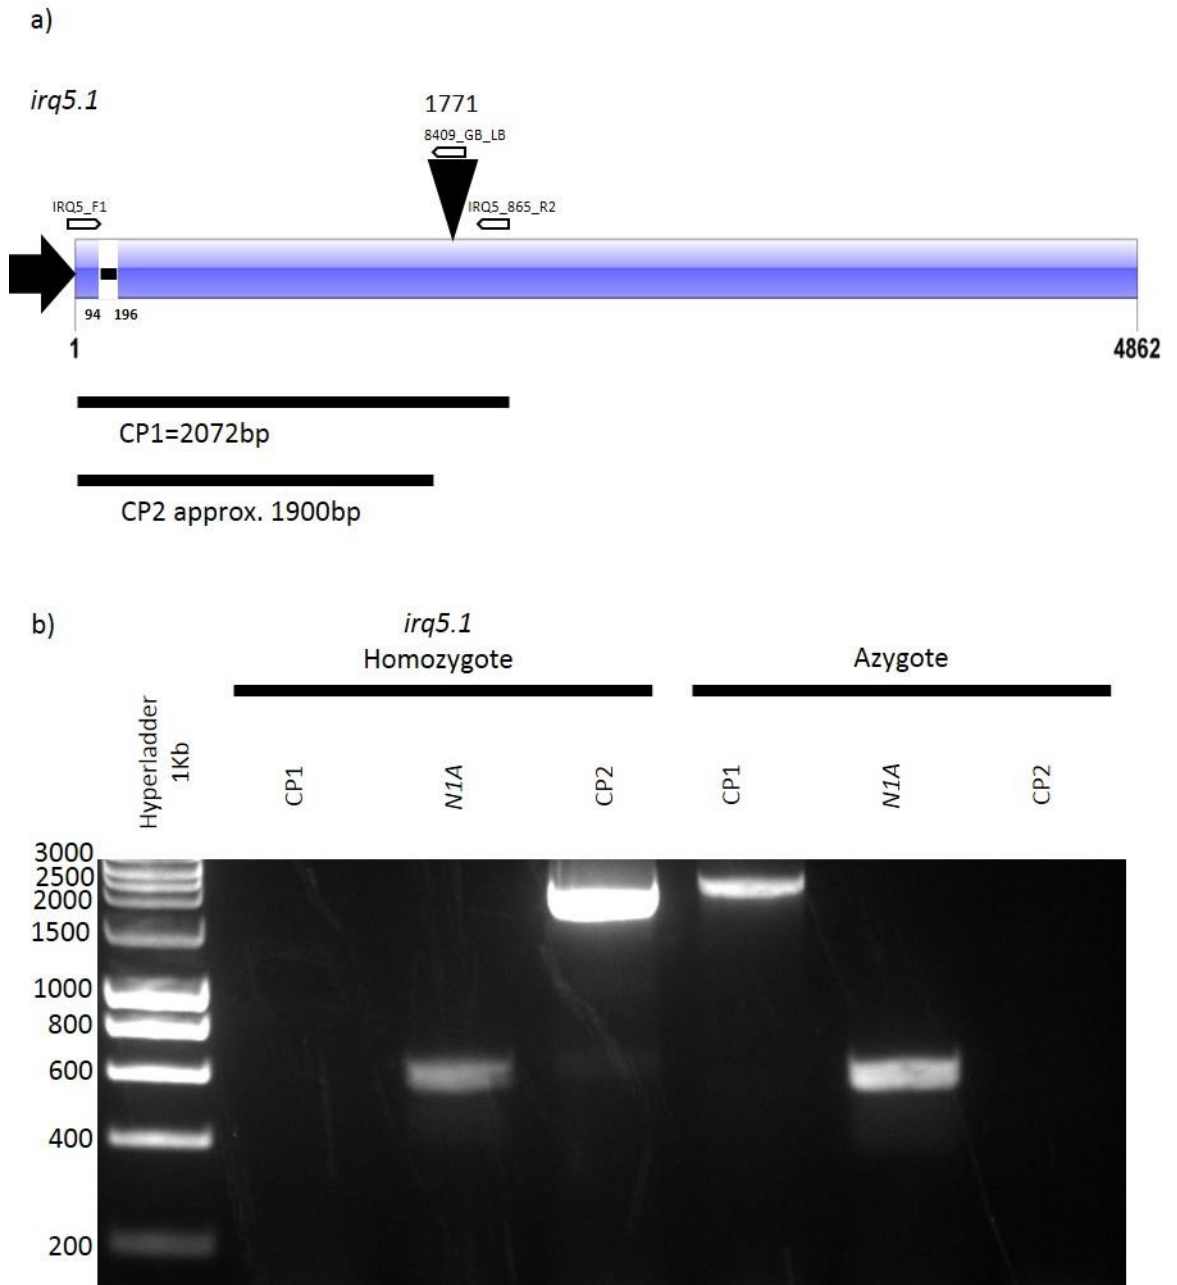 a)
irq5.1
1771
8409_GB_LB
IRQ5_F1
IRQ5_865_R2
94 196
1
4862
CP1=2072bp
CP2 approx. 1900bp
b)
irq5.1
Homozygote
Azygote
Hyperladder
1Kb
CP1
N1A
CP2
CP1
N1A
CP2
3000
2500
2000
1500
1000
800
600
400
200